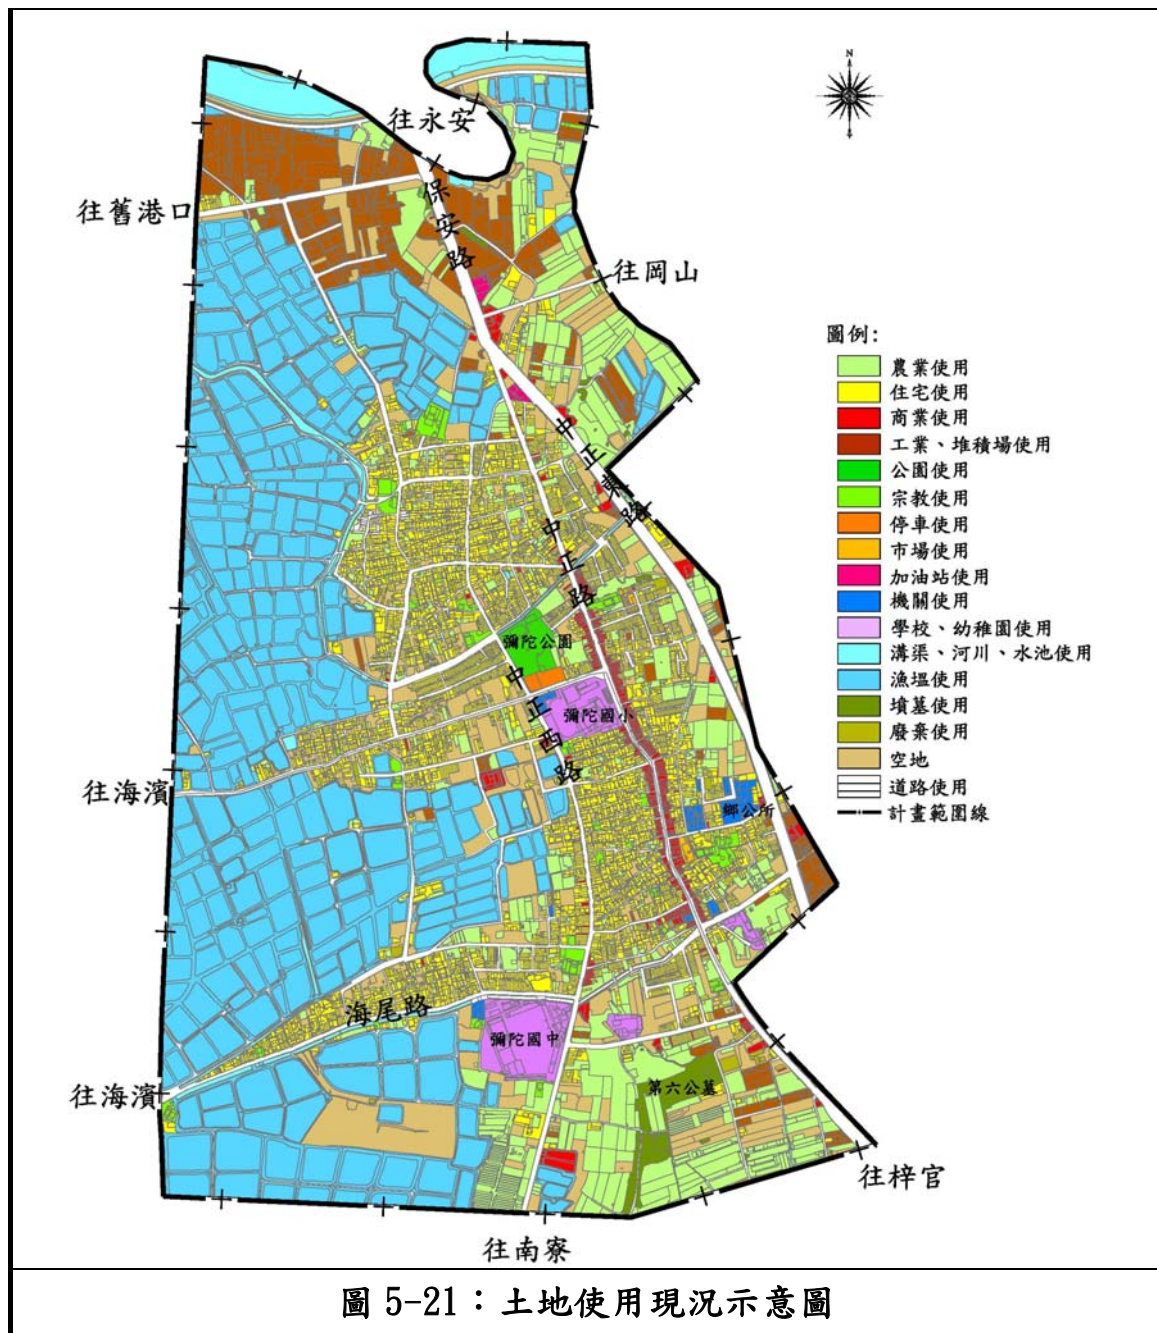 N
往永安
往舊港口
保安路
往岡山
圖例:
農業使用
住宅使用
商業使用
工業、堆積場使用
公園使用
宗教使用
停車使用
市場使用
加油站使用
機關使用
學校、幼稚園使用
溝渠、河川、水池使用
漁塭使用
墳墓使用
廢棄使用
空地
道路使用
計畫範圍線
中正東路
中正路
彌陀公園
中正西路
彌陀國小
往海濱
鄉公所
海尾路
彌陀國中
第六公墓
往海濱
往梓官
往南寮
圖 5-21：土地使用現況示意圖